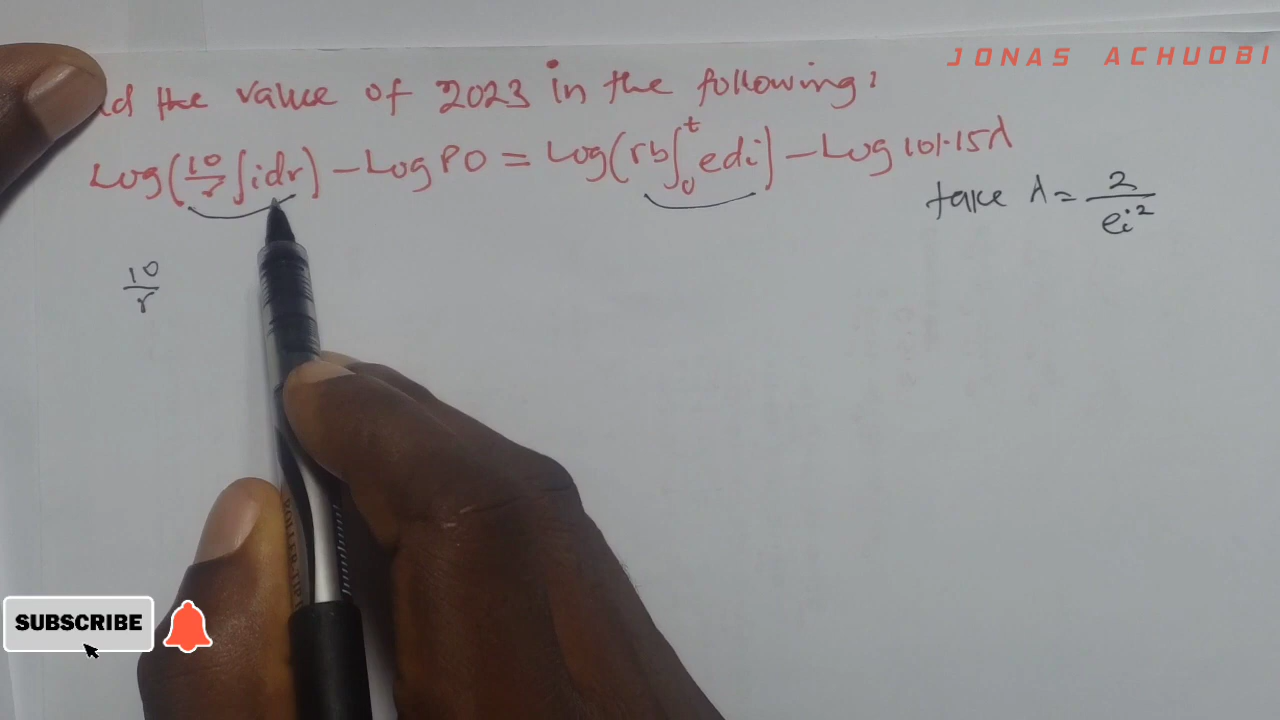 JONAS ACHUOBI
d the value of 2023 in the following:
Log(10/r ∫idr) - Log PO = Log(rb∫₀ᵗ edi) - Log 101.15λ
take λ = 2/ei²
10/r
SUBSCRIBE